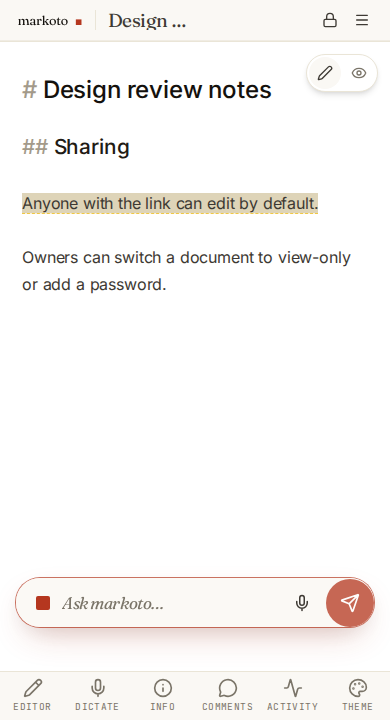 markoto
Design ...
# Design review notes
## Sharing
Anyone with the link can edit by default.
Owners can switch a document to view-only
or add a password.
Ask markoto...
EDITOR DICTATE INFO COMMENTS ACTIVITY THEME